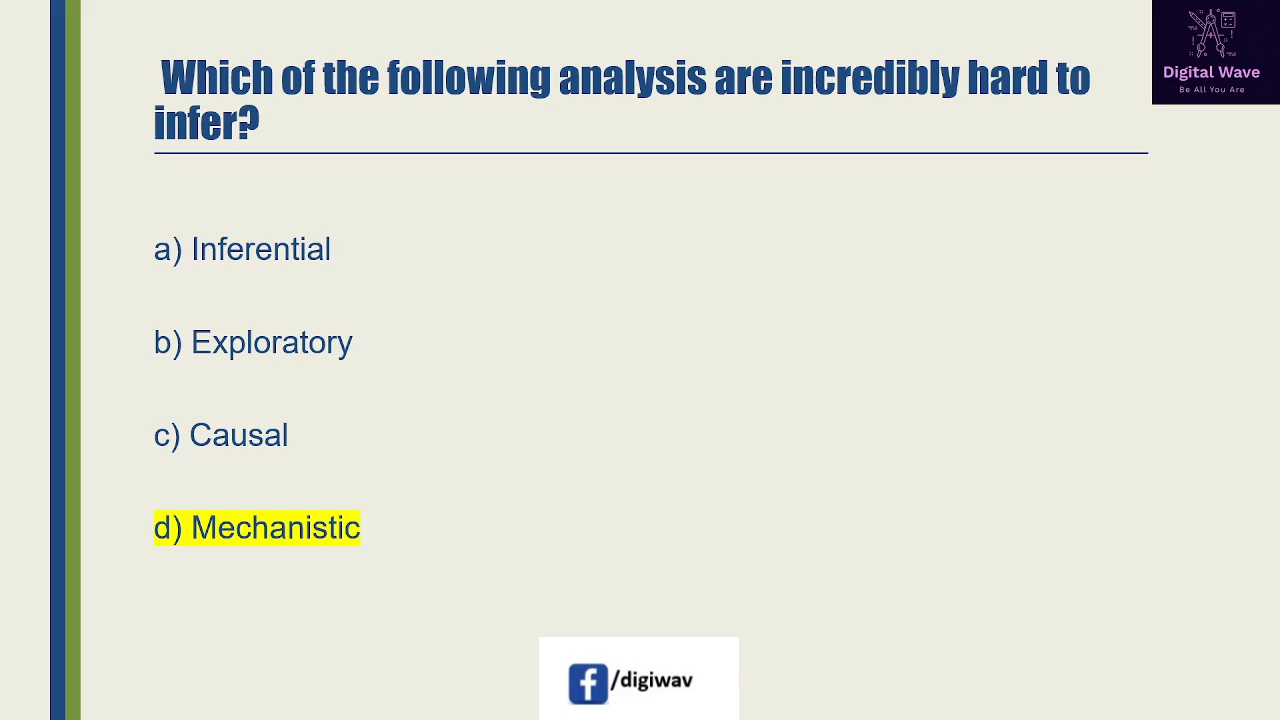 Which of the following analysis are incredibly hard to
infer?
Digital Wave
Be All You Are
a) Inferential
b) Exploratory
c) Causal
d) Mechanistic
/digiwav